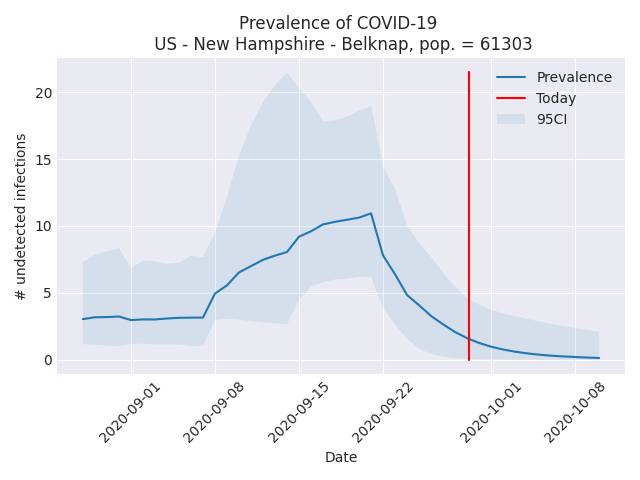 Prevalence of COVID-19
US - New Hampshire - Belknap, pop. = 61303
Prevalence
Today
95CI
# undetected infections
20
15
10
5
0
2020-09-01
2020-09-08
2020-09-15
2020-09-22
2020-10-01
2020-10-08
Date